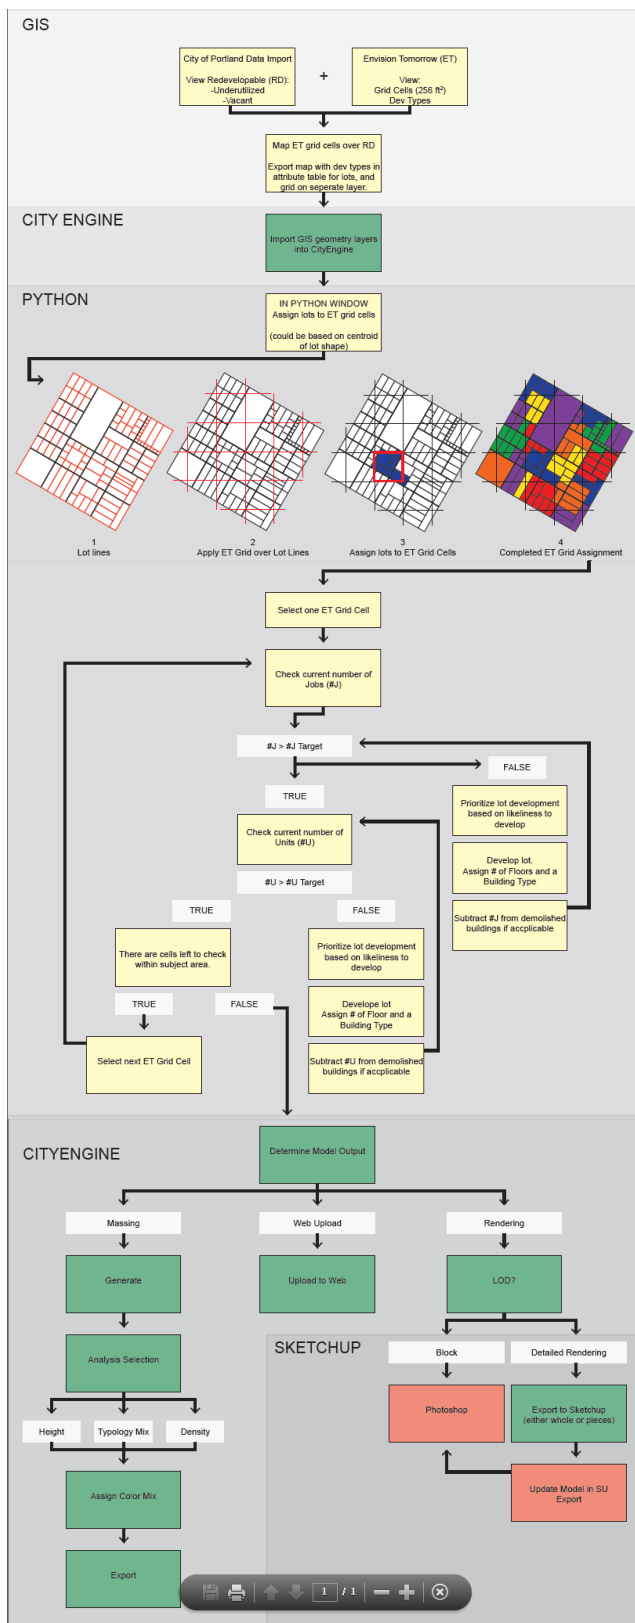 GIS
City of Portland Data Import
View Redevelopable (RD):
-Underutilized
-Vacant
+
Envision Tomorrow (ET)
View:
Grid Cells (256 ft²)
Dev Types
Map ET grid cells over RD
Export map with dev types in
attribute table for lots, and
grid on seperate layer.
CITY ENGINE
Import GIS geometry layers
into CityEngine
PYTHON
IN PYTHON WINDOW
Assign lots to ET grid cells
(could be based on centroid
of lot shape)
1
Lot lines
2
Apply ET Grid over Lot Lines
3
Assign lots to ET Grid Cells
4
Completed ET Grid Assignment
Select one ET Grid Cell
Check current number of
Jobs (#J)
#J > #J Target
FALSE
TRUE
Prioritize lot development
based on likeliness to
develop
Check current number of
Units (#U)
Develop lot.
Assign # of Floors and a
Building Type
#U > #U Target
TRUE
FALSE
Subtract #J from demolished
buildings if accplicable
There are cells left to check
within subject area.
Prioritize lot development
based on likeliness to
develop
TRUE
FALSE
Develope lot
Assign # of Floor and a
Building Type
Select next ET Grid Cell
Subtract #U from demolished
buildings if accplicable
CITYENGINE
Determine Model Output
Massing
Web Upload
Rendering
Generate
Upload to Web
LOD?
SKETCHUP
Analysis Selection
Block
Detailed Rendering
Height
Typology Mix
Density
Photoshop
Export to Sketchup
(either whole or pieces)
Assign Color Mix
Update Model in SU
Export
Export
1 / 1